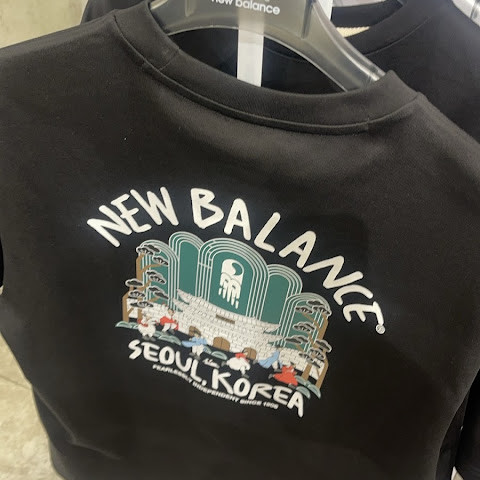 new balance
NEW BALANCE®
SEOUL, KOREA
FEARLESSLY INDEPENDENT SINCE 1906